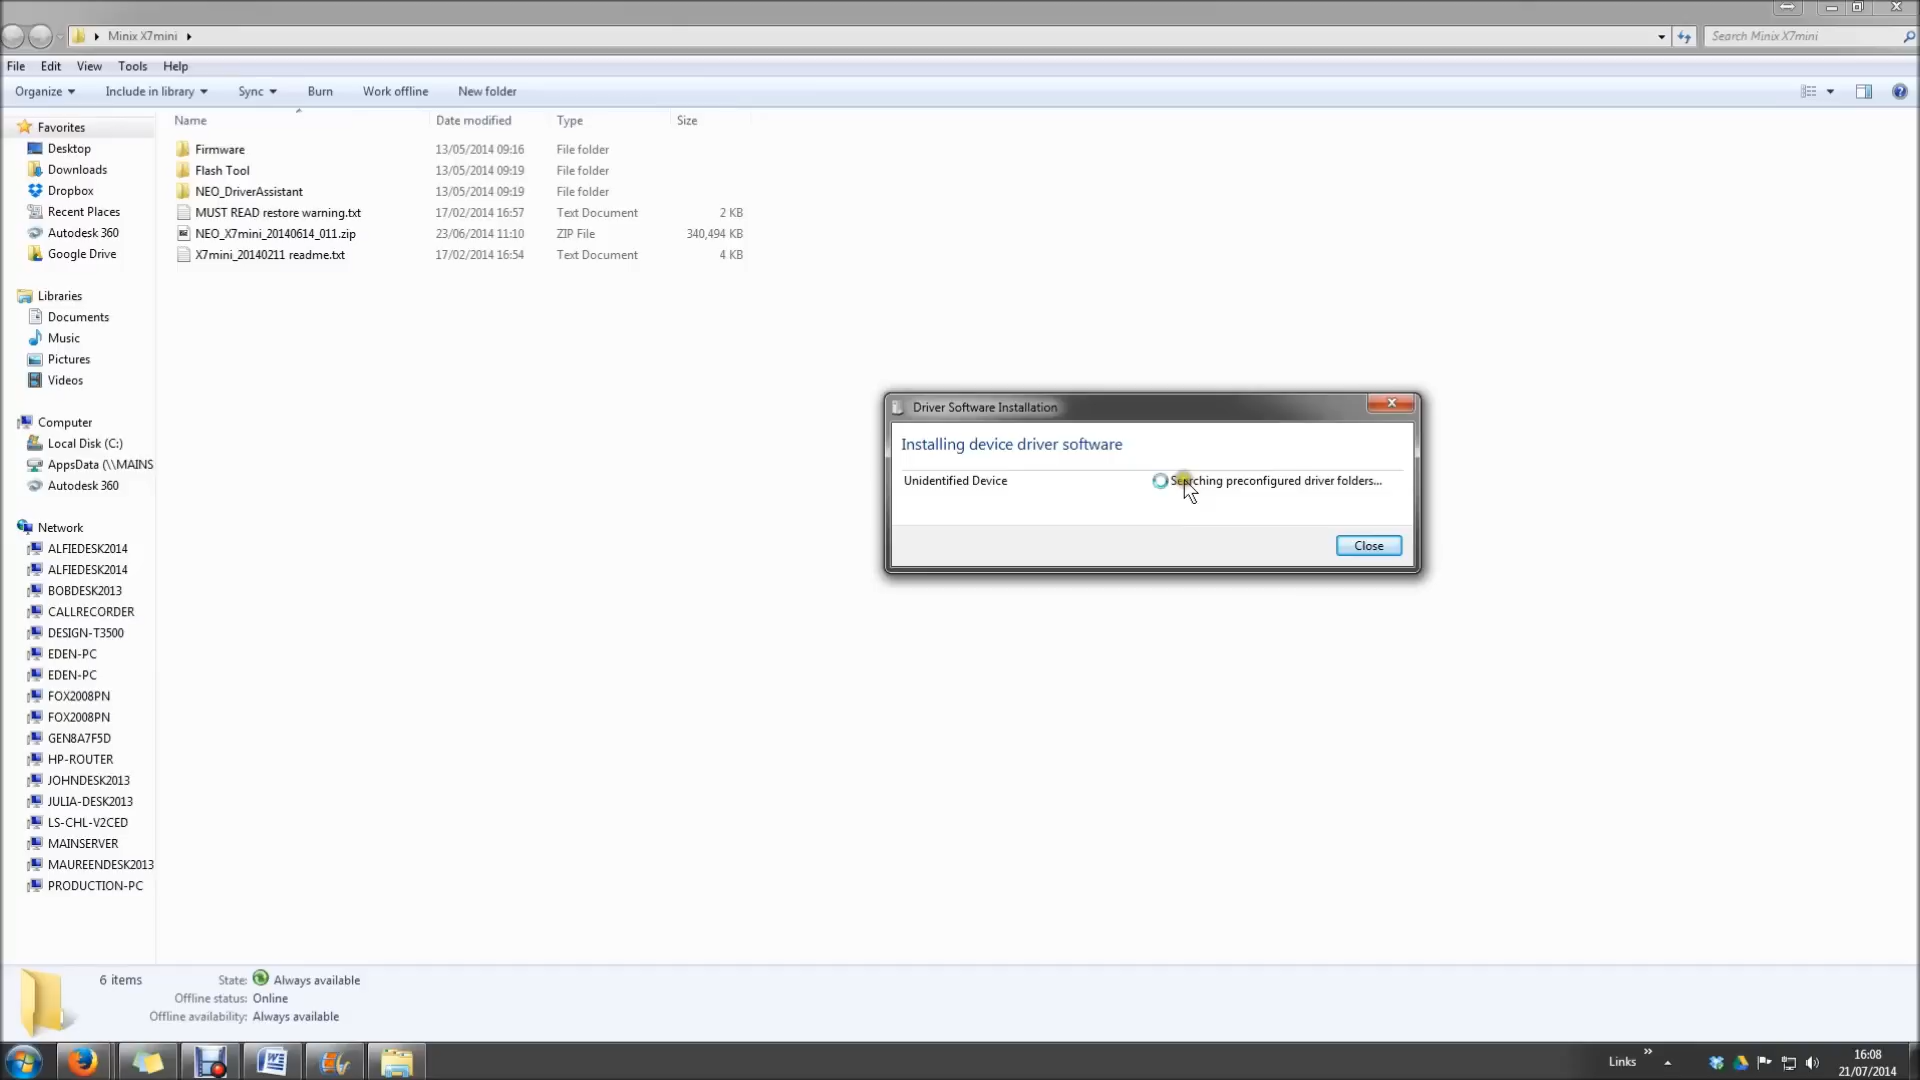 Minix X7mini
Search Minix X7mini
File Edit View Tools Help
Organize Include in library Sync Burn Work offline New folder
Name Date modified Type Size
Firmware 13/05/2014 09:16 File folder
Flash Tool 13/05/2014 09:19 File folder
NEO_DriverAssistant 13/05/2014 09:19 File folder
MUST READ restore warning.txt 17/02/2014 16:57 Text Document 2 KB
NEO_X7mini_20140614_011.zip 23/06/2014 11:10 ZIP File 340,494 KB
X7mini_20140211 readme.txt 17/02/2014 16:54 Text Document 4 KB
Favorites
Desktop
Downloads
Dropbox
Recent Places
Autodesk 360
Google Drive
Libraries
Documents
Music
Pictures
Videos
Computer
Local Disk (C:)
AppsData (\\MAINS
Autodesk 360
Network
ALFIEDESK2014
ALFIEDESK2014
BOBDESK2013
CALLRECORDER
DESIGN-T3500
EDEN-PC
EDEN-PC
FOX2008PN
FOX2008PN
GEN8A7F5D
HP-ROUTER
JOHNDESK2013
JULIA-DESK2013
LS-CHL-V2CED
MAINSERVER
MAUREENDESK2013
PRODUCTION-PC
Driver Software Installation
Installing device driver software
Unidentified Device Searching preconfigured driver folders...
Close
6 items State: Always available
Offline status: Online
Offline availability: Always available
Links »
16:08
21/07/2014